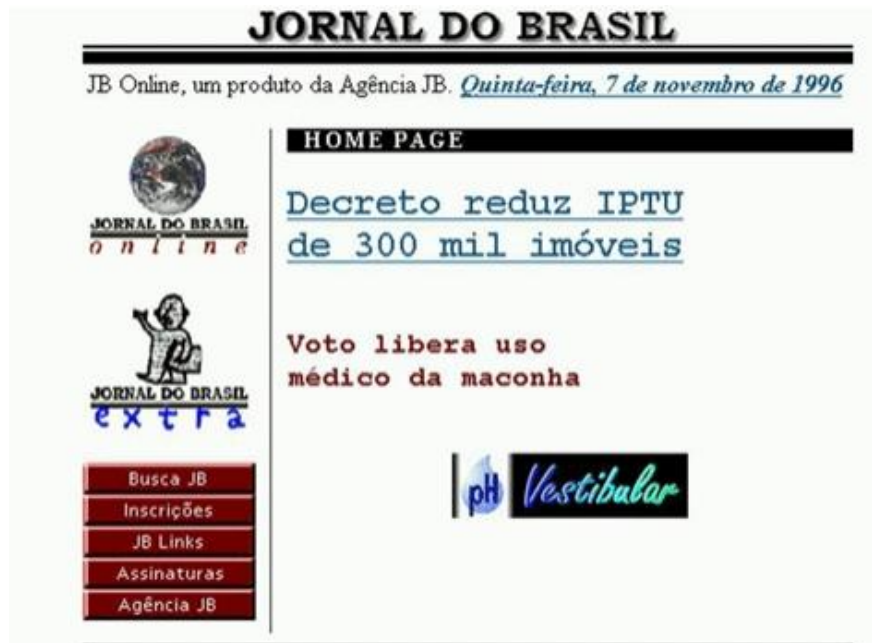 JORNAL DO BRASIL
JB Online, um produto da Agência JB. Quinta-feira, 7 de novembro de 1996
JORNAL DO BRASIL
online
JORNAL DO BRASIL
extra
Busca JB
Inscrições
JB Links
Assinaturas
Agência JB
HOME PAGE
Decreto reduz IPTU
de 300 mil imóveis
Voto libera uso
médico da maconha
pH Vestibular